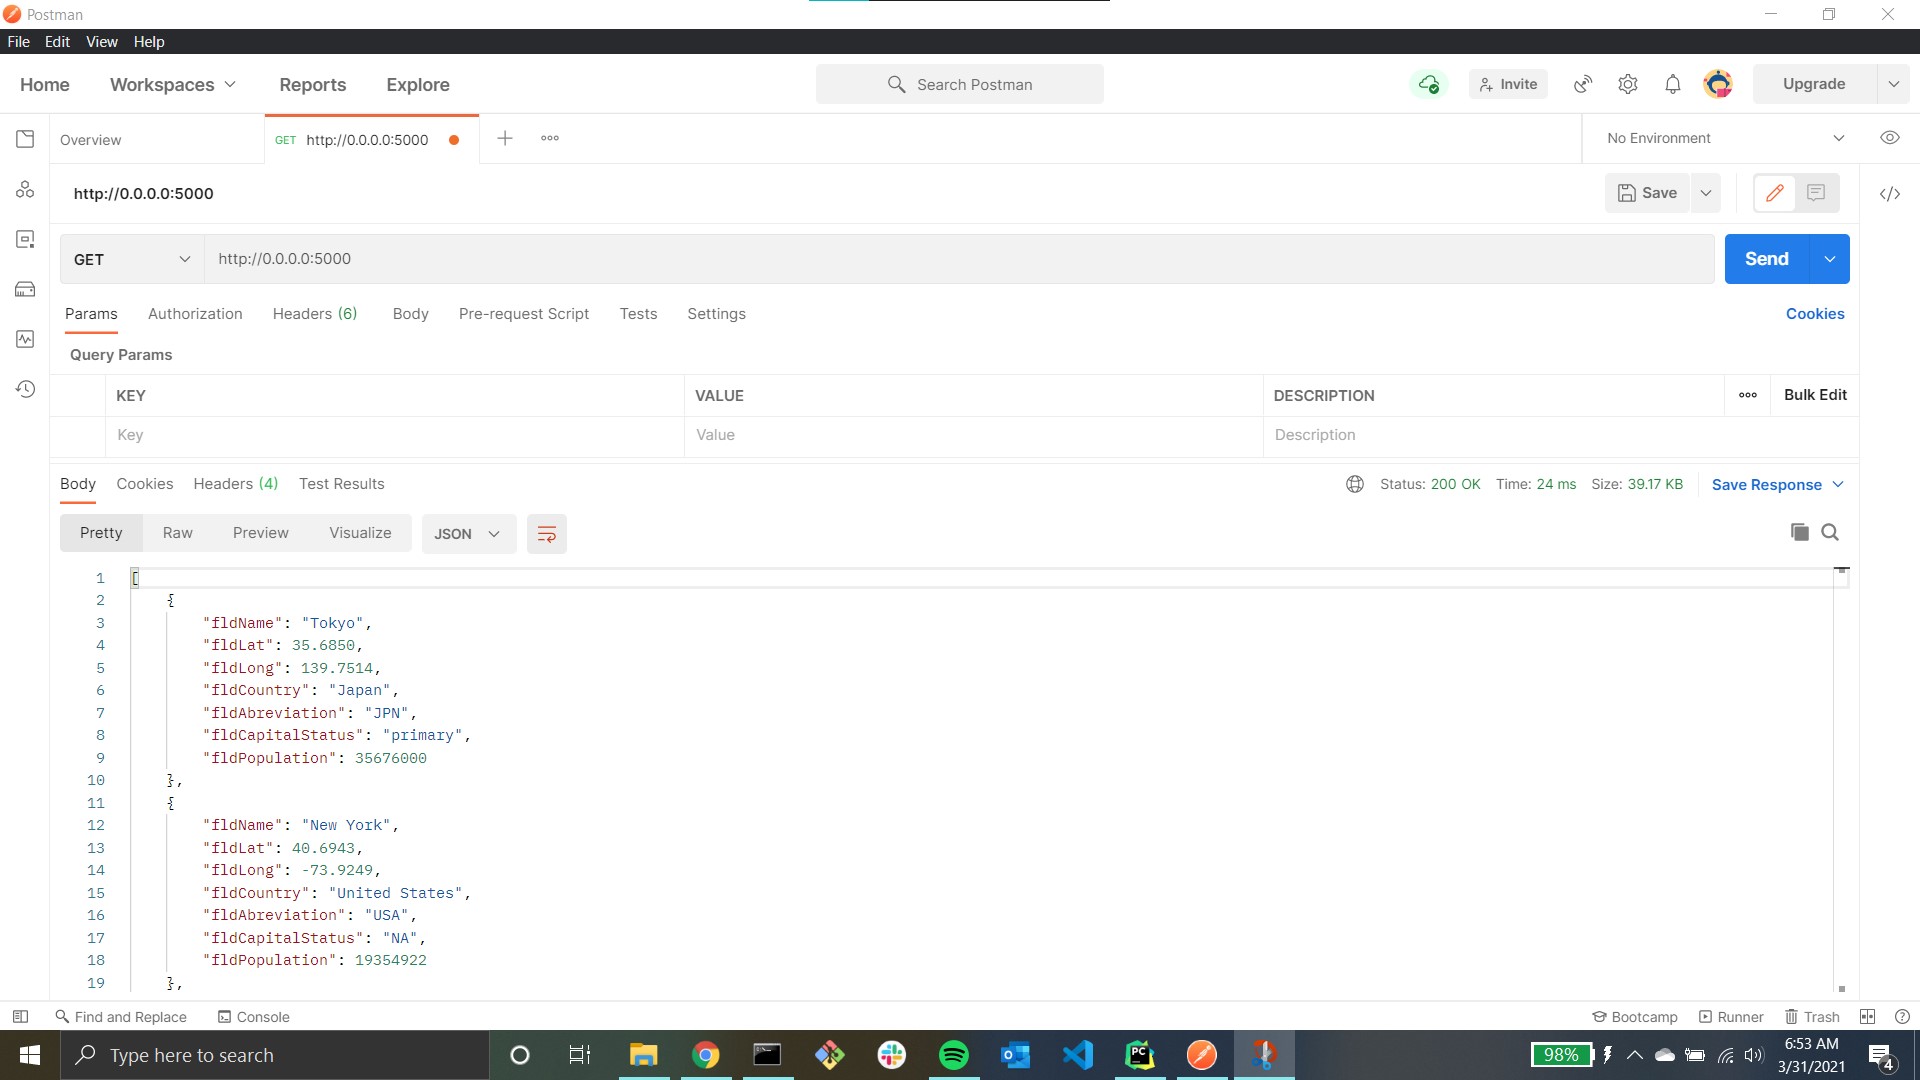 Postman
File Edit View Help
Home Workspaces Reports Explore Search Postman Invite Upgrade
Overview GET http://0.0.0.0:5000 No Environment
http://0.0.0.0:5000 Save
GET http://0.0.0.0:5000 Send
Params Authorization Headers (6) Body Pre-request Script Tests Settings Cookies
Query Params
KEY VALUE DESCRIPTION Bulk Edit
Key Value Description
Body Cookies Headers (4) Test Results Status: 200 OK Time: 24 ms Size: 39.17 KB Save Response
Pretty Raw Preview Visualize JSON
1 [
2 {
3 "fldName": "Tokyo",
4 "fldLat": 35.6850,
5 "fldLong": 139.7514,
6 "fldCountry": "Japan",
7 "fldAbreviation": "JPN",
8 "fldCapitalStatus": "primary",
9 "fldPopulation": 35676000
10 },
11 {
12 "fldName": "New York",
13 "fldLat": 40.6943,
14 "fldLong": -73.9249,
15 "fldCountry": "United States",
16 "fldAbreviation": "USA",
17 "fldCapitalStatus": "NA",
18 "fldPopulation": 19354922
19 },
Find and Replace Console Bootcamp Runner Trash
Type here to search PC 98% 6:53 AM
3/31/2021 4